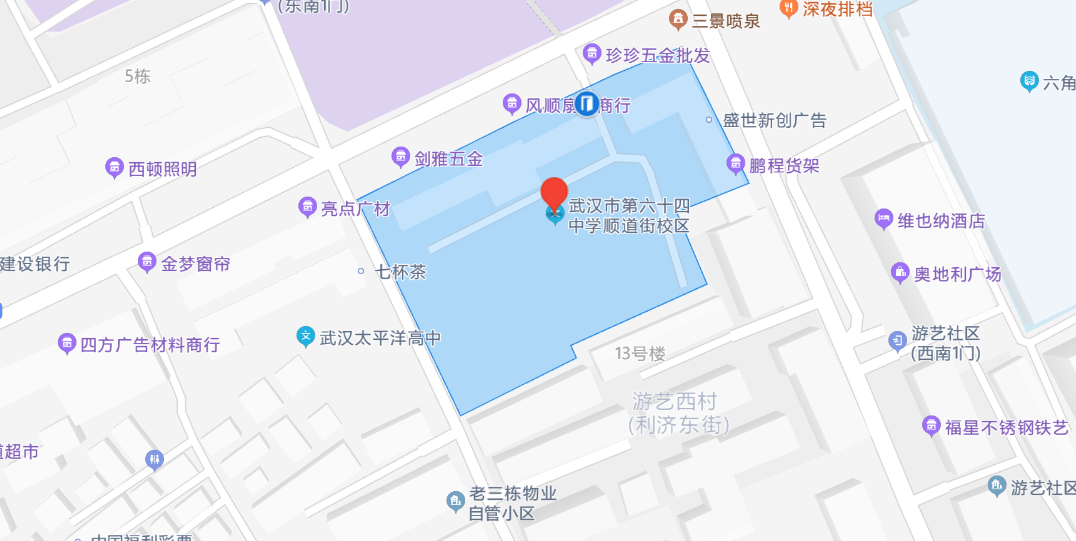 (东南1门)
深夜排档
三景喷泉
珍珍五金批发
5栋
六角
风顺扇
商行
盛世新创广告
剑雅五金
鹏程货架
西顿照明
武汉市第六十四
中学顺道街校区
亮点广材
维也纳酒店
建设银行
金梦窗帘
七杯茶
奥地利广场
武汉太平洋高中
四方广告材料商行
游艺社区
(西南1门)
13号楼
游艺西村
(利济东街)
福星不锈钢铁艺
超市
老三栋物业
自管小区
游艺社区
中国福利彩票